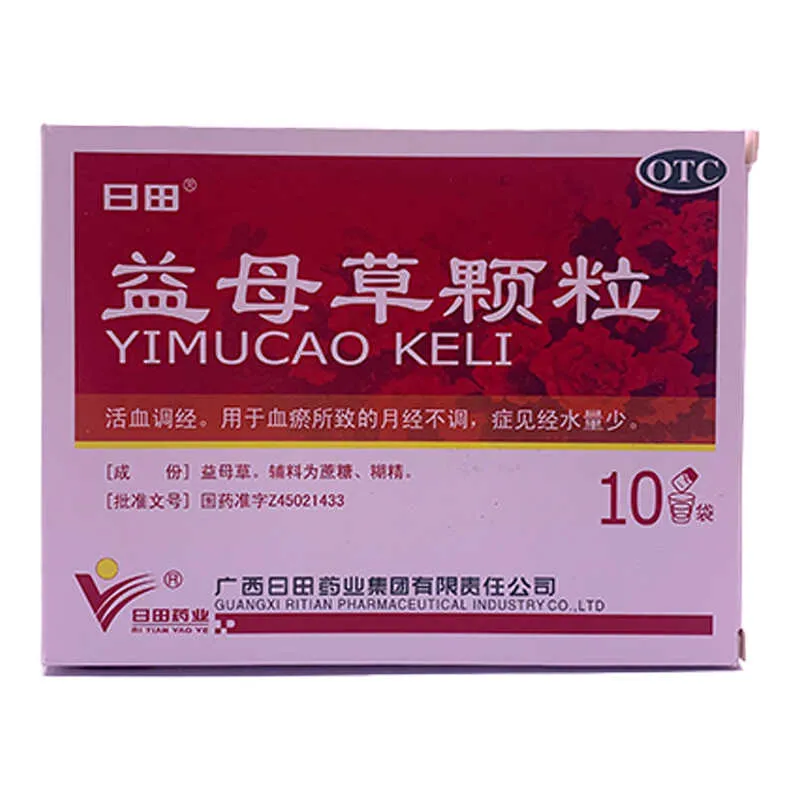 OTC
日田®
益母草颗粒
YIMUCAO KELI
活血调经。用于血瘀所致的月经不调，症见经水量少。
[成 份] 益母草。辅料为蔗糖、糊精。
[批准文号] 国药准字Z45021433
10袋
®
日田药业
RI TIAN YAO YE
广西日田药业集团有限责任公司
GUANGXI RITIAN PHARMACEUTICAL INDUSTRY CO.,LTD